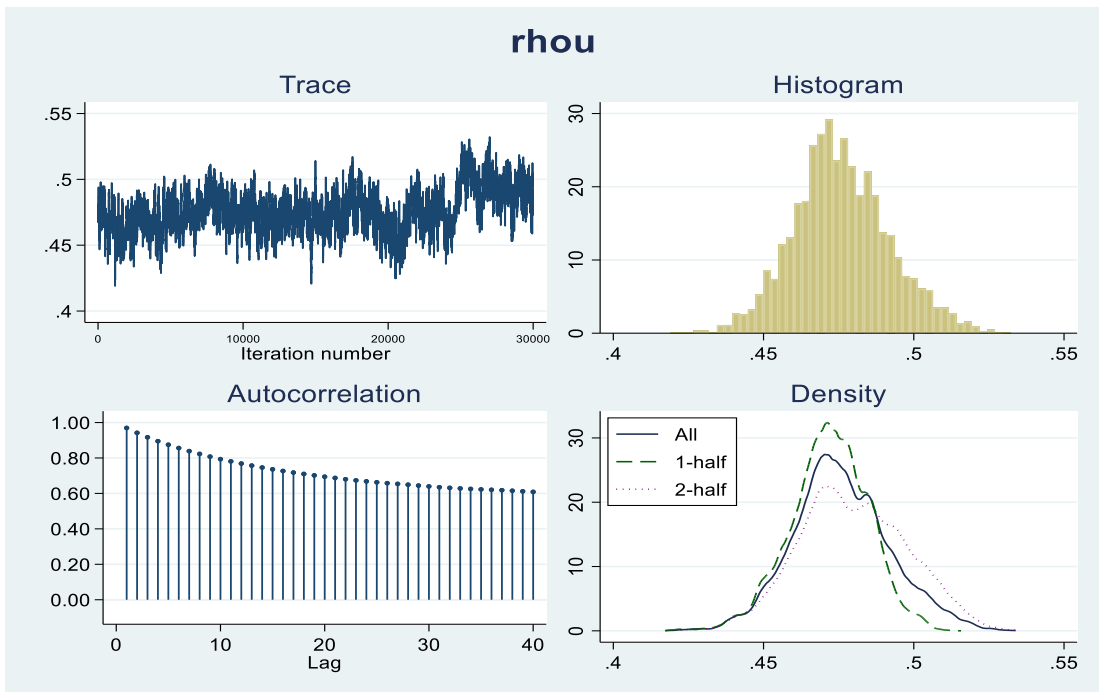 rhou
Trace
.55
.5
.45
.4
0 10000 20000 30000
Iteration number
Histogram
30
20
10
0
.4 .45 .5 .55
Autocorrelation
1.00
0.80
0.60
0.40
0.20
0.00
0 10 20 30 40
Lag
Density
30
20
10
0
All
1-half
2-half
.4 .45 .5 .55